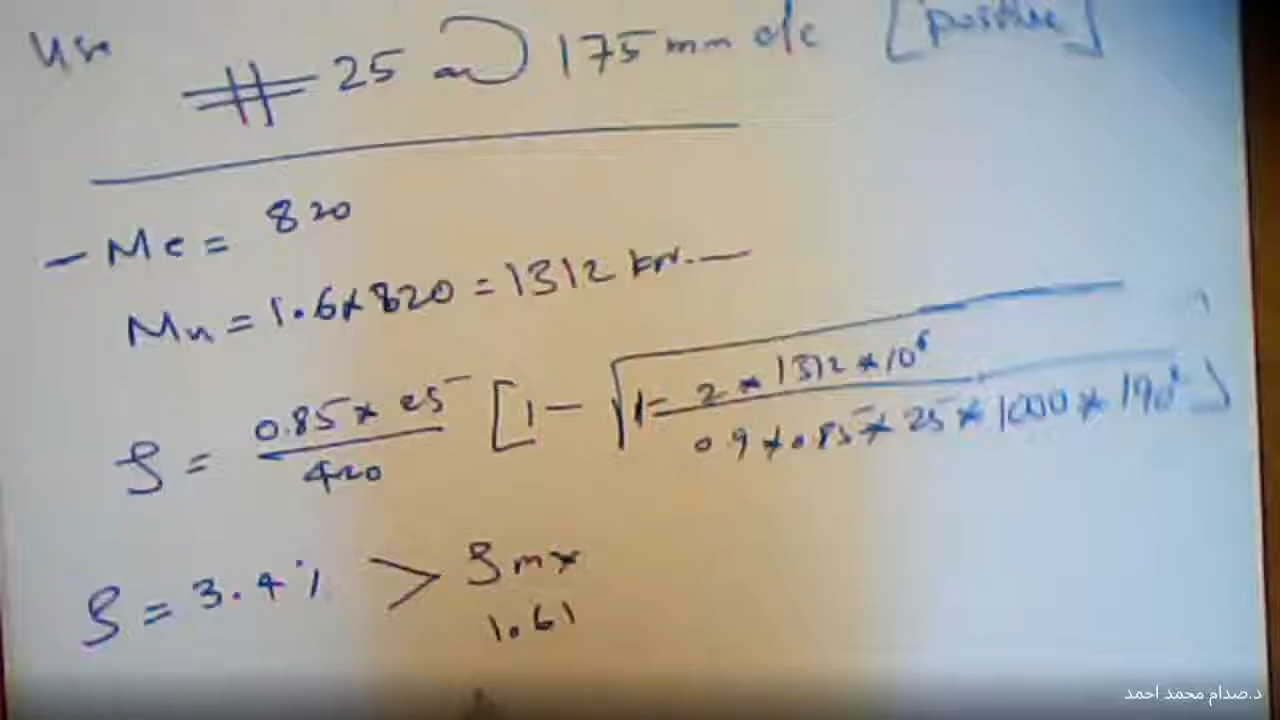 Use # 25 @ 175 mm c/c [positive]
- Me = 820
Mu = 1.6*820 = 1312 kN.—
ρ = 0.85*25/420 [1 - √1- 2*1312*10⁶/0.9*0.85*25*1000*190²]
ρ = 3.4% > ρmx
1.61
د.صدام محمد احمد